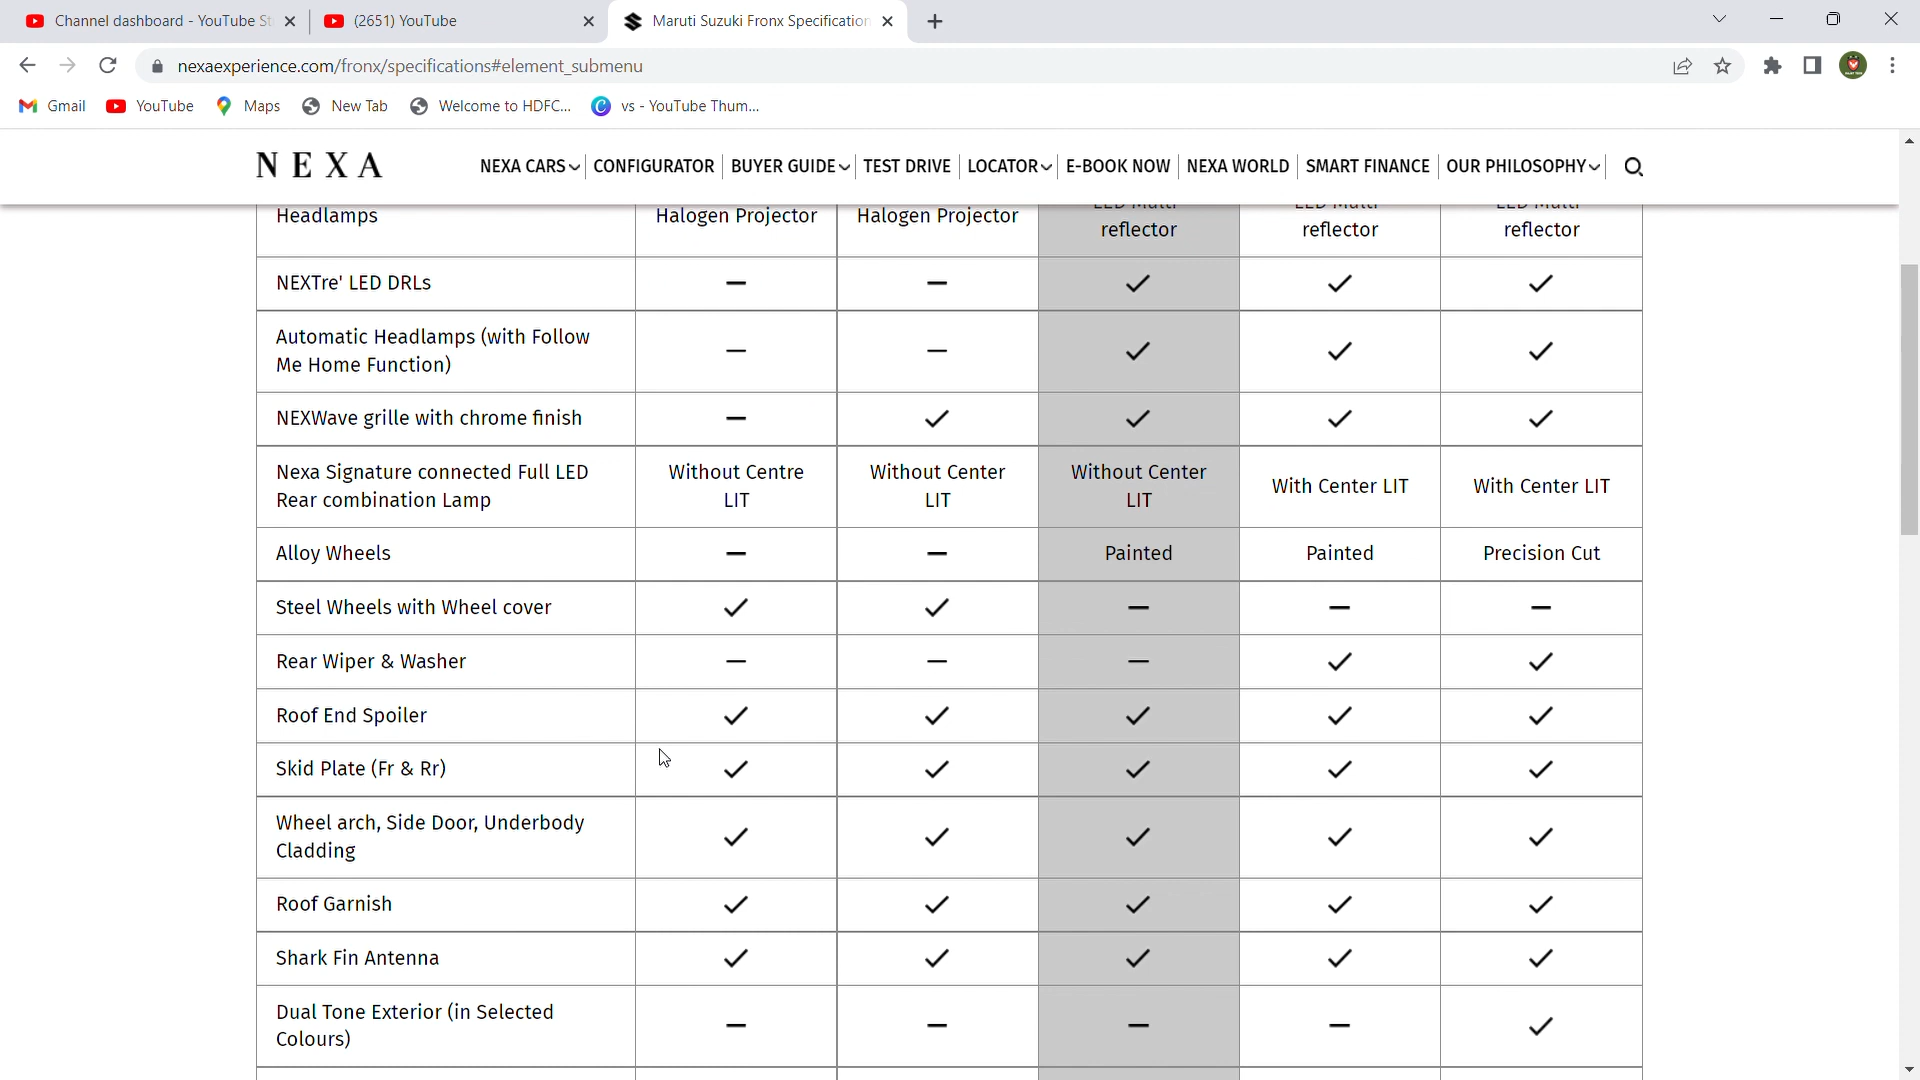 Channel dashboard - YouTube St
(2651) YouTube
Maruti Suzuki Fronx Specification
nexaexperience.com/fronx/specifications#element_submenu
Gmail
YouTube
Maps
New Tab
Welcome to HDFC...
vs - YouTube Thum...
NEXA
NEXA CARS
CONFIGURATOR
BUYER GUIDE
TEST DRIVE
LOCATOR
E-BOOK NOW
NEXA WORLD
SMART FINANCE
OUR PHILOSOPHY
Headlamps
Halogen Projector
Halogen Projector
LED Multi
reflector
LED Multi
reflector
LED Multi
reflector
NEXTre' LED DRLs
Automatic Headlamps (with Follow
Me Home Function)
NEXWave grille with chrome finish
Nexa Signature connected Full LED
Rear combination Lamp
Without Centre
LIT
Without Center
LIT
Without Center
LIT
With Center LIT
With Center LIT
Alloy Wheels
Painted
Painted
Precision Cut
Steel Wheels with Wheel cover
Rear Wiper & Washer
Roof End Spoiler
Skid Plate (Fr & Rr)
Wheel arch, Side Door, Underbody
Cladding
Roof Garnish
Shark Fin Antenna
Dual Tone Exterior (in Selected
Colours)